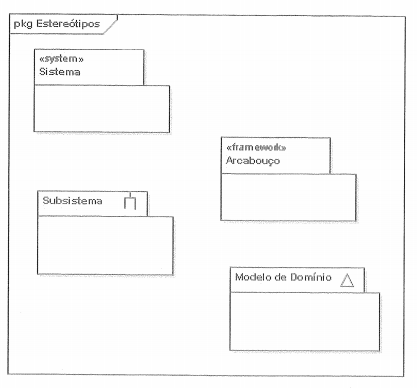 pkg Estereótipos
«system»
Sistema
«framework»
Arcabouço
Subsistema
Modelo de Domínio